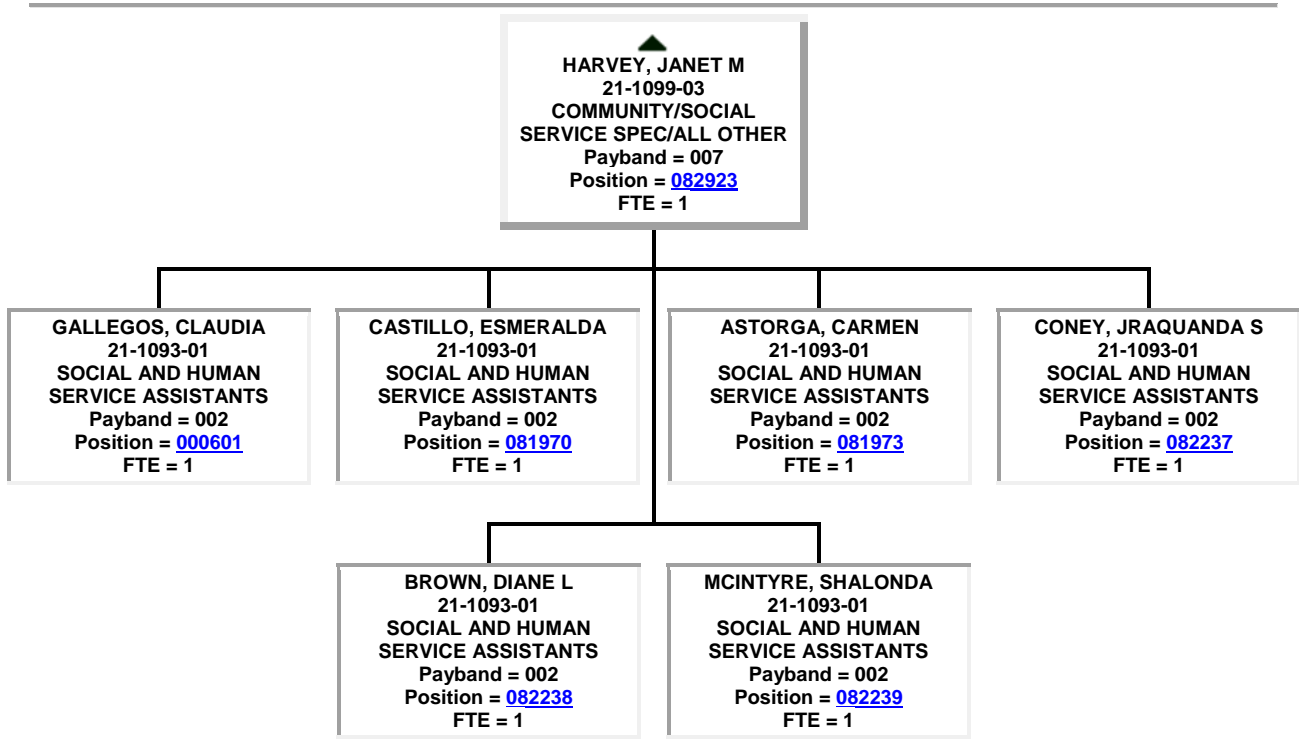 HARVEY, JANET M
21-1099-03
COMMUNITY/SOCIAL
SERVICE SPEC/ALL OTHER
Payband = 007
Position = 082923
FTE = 1
GALLEGOS, CLAUDIA
21-1093-01
SOCIAL AND HUMAN
SERVICE ASSISTANTS
Payband = 002
Position = 000601
FTE = 1
CASTILLO, ESMERALDA
21-1093-01
SOCIAL AND HUMAN
SERVICE ASSISTANTS
Payband = 002
Position = 081970
FTE = 1
ASTORGA, CARMEN
21-1093-01
SOCIAL AND HUMAN
SERVICE ASSISTANTS
Payband = 002
Position = 081973
FTE = 1
CONEY, JRAQUANDA S
21-1093-01
SOCIAL AND HUMAN
SERVICE ASSISTANTS
Payband = 002
Position = 082237
FTE = 1
BROWN, DIANE L
21-1093-01
SOCIAL AND HUMAN
SERVICE ASSISTANTS
Payband = 002
Position = 082238
FTE = 1
MCINTYRE, SHALONDA
21-1093-01
SOCIAL AND HUMAN
SERVICE ASSISTANTS
Payband = 002
Position = 082239
FTE = 1